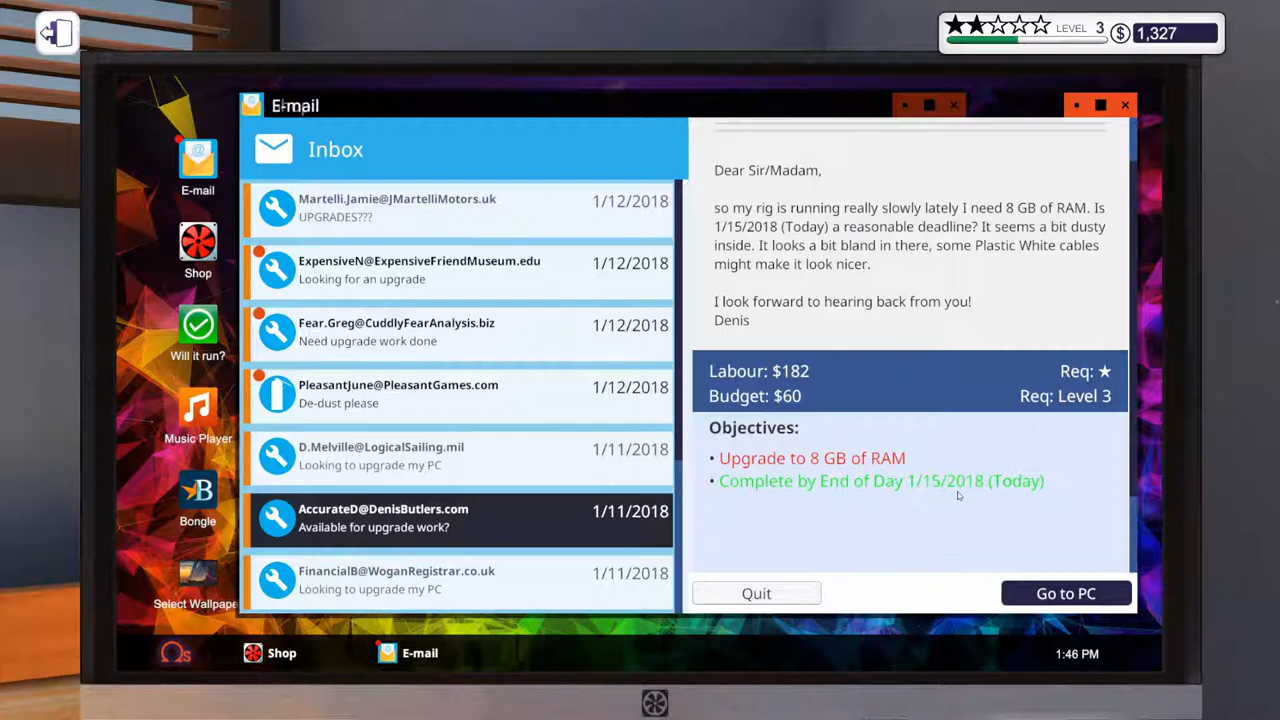 LEVEL 3
$ 1,327
E-mail
Inbox
E-mail
Shop
Will it run?
Music Player
Bongle
Select Wallpape
Martelli.Jamie@JMartelliMotors.uk 1/12/2018
UPGRADES???
ExpensiveN@ExpensiveFriendMuseum.edu 1/12/2018
Looking for an upgrade
Fear.Greg@CuddlyFearAnalysis.biz 1/12/2018
Need upgrade work done
PleasantJune@PleasantGames.com 1/12/2018
De-dust please
D.Melville@LogicalSailing.mil 1/11/2018
Looking to upgrade my PC
AccurateD@DenisButlers.com 1/11/2018
Available for upgrade work?
FinancialB@WoganRegistrar.co.uk 1/11/2018
Looking to upgrade my PC
Dear Sir/Madam,
so my rig is running really slowly lately I need 8 GB of RAM. Is
1/15/2018 (Today) a reasonable deadline? It seems a bit dusty
inside. It looks a bit bland in there, some Plastic White cables
might make it look nicer.
I look forward to hearing back from you!
Denis
Labour: $182 Req: ★
Budget: $60 Req: Level 3
Objectives:
• Upgrade to 8 GB of RAM
• Complete by End of Day 1/15/2018 (Today)
Quit Go to PC
Ωs Shop E-mail 1:46 PM